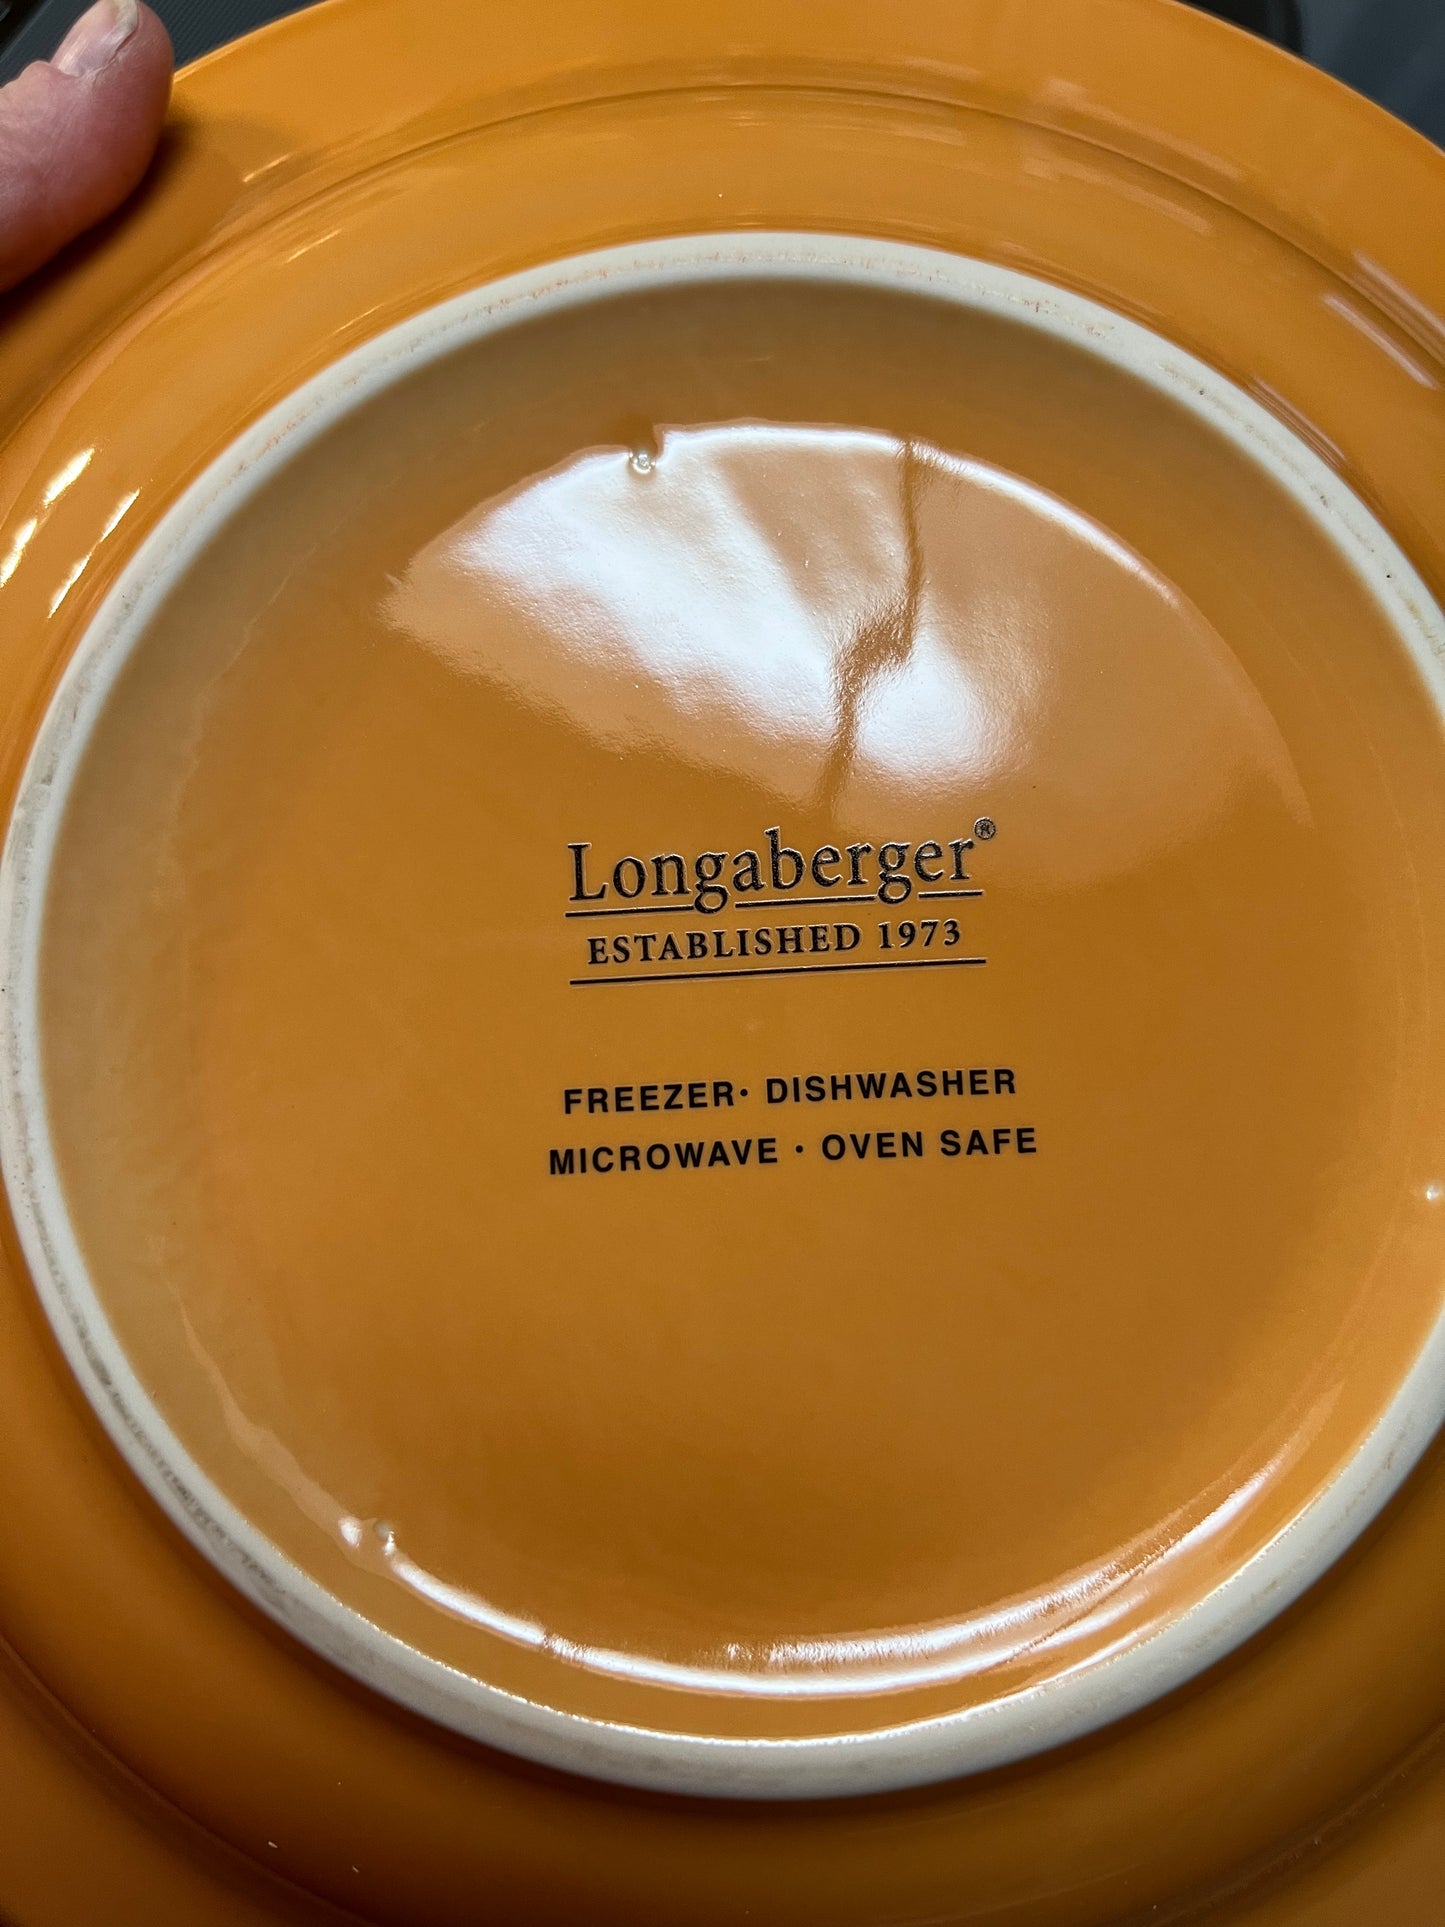 Longaberger®
ESTABLISHED 1973
FREEZER· DISHWASHER
MICROWAVE · OVEN SAFE